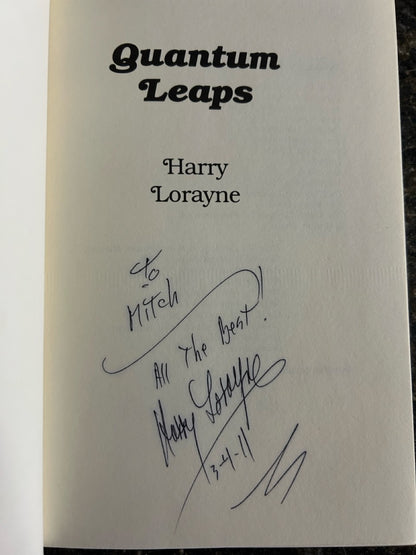 Quantum
Leaps
Harry
Lorayne
To
Mitch
All The Best!
Harry Lorayne
3-4-11